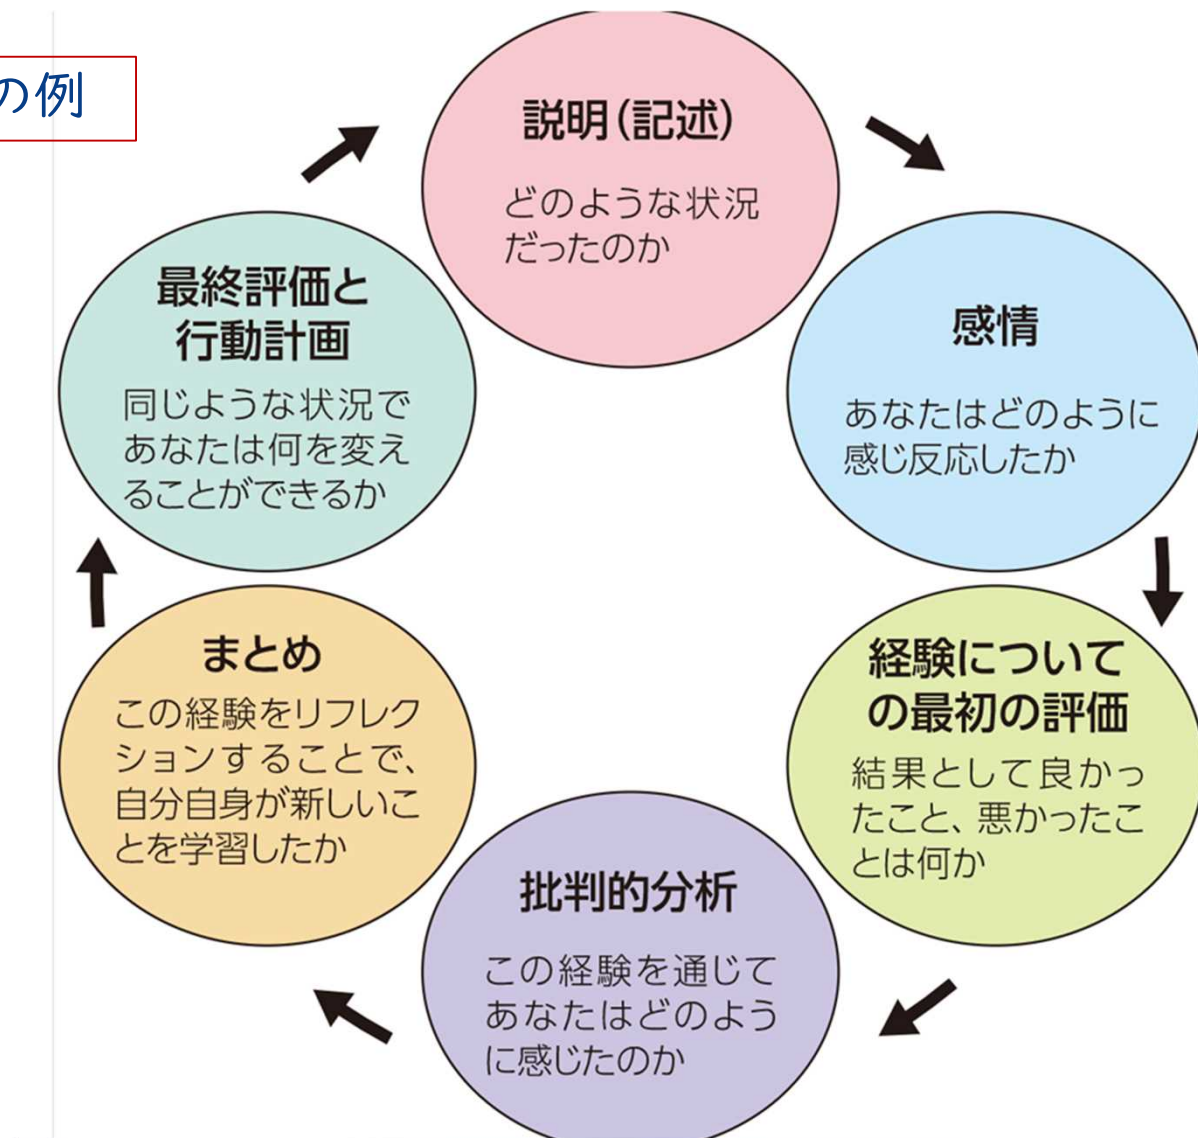 の例
説明(記述)
どのような状況
だったのか
感情
あなたはどのように
感じ反応したか
経験について
の最初の評価
結果として良かっ
たこと、悪かったこ
とは何か
批判的分析
この経験を通じて
あなたはどのよう
に感じたのか
まとめ
この経験をリフレク
ションすることで、
自分自身が新しいこ
とを学習したか
最終評価と
行動計画
同じような状況で
あなたは何を変え
ることができるか